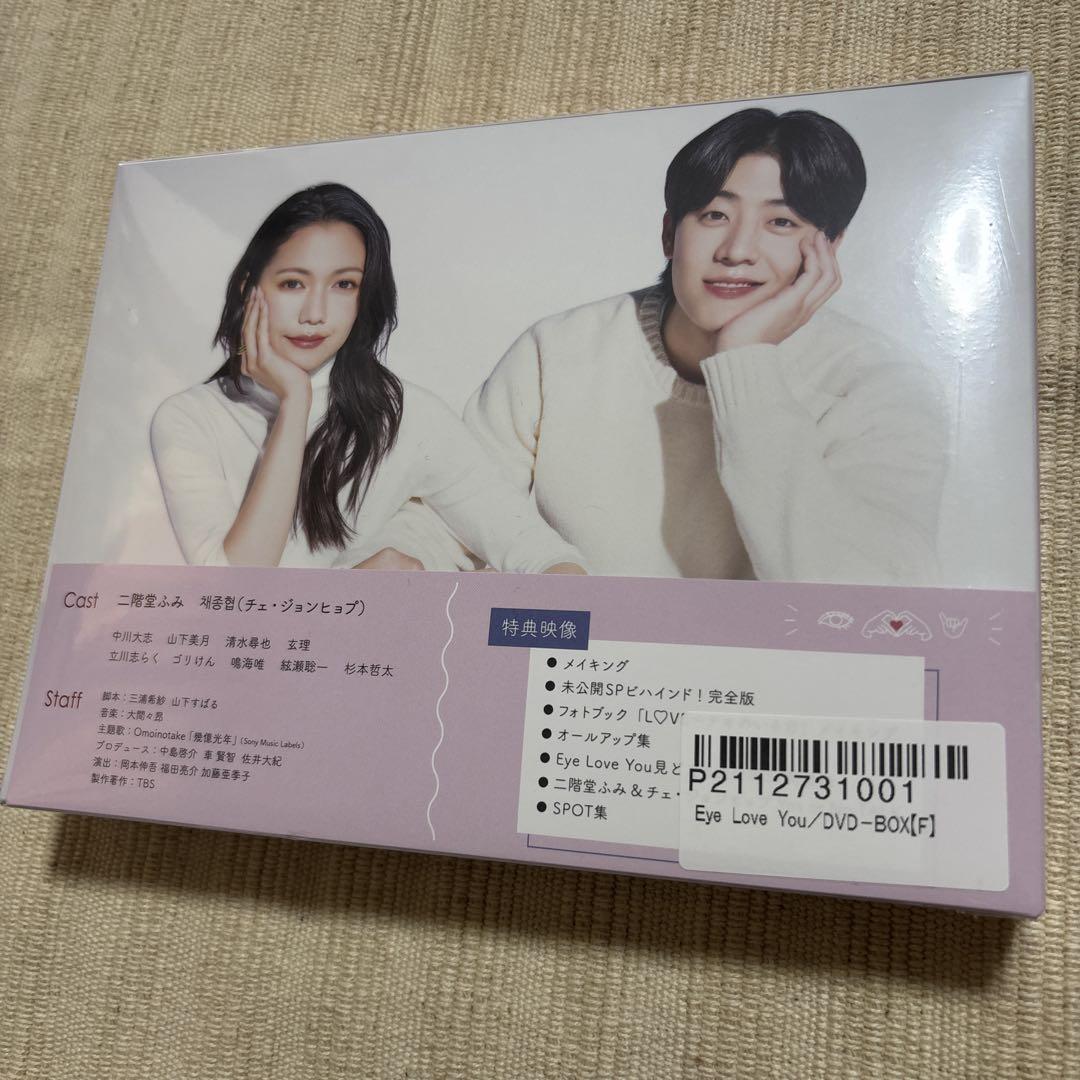 Cast 二階堂ふみ 채종협(チェ・ジョンヒョプ)
中川大志 山下美月 清水尋也 玄理
立川志らく ゴリけん 鳴海唯 絃瀬聡一 杉本哲太
Staff
脚本：三浦希紗 山下すばる
音楽：大間々昂
主題歌：Omoinotake「幾億光年」(Sony Music Labels)
プロデュース：中島啓介 車 賢智 佐井大紀
演出：岡本伸吾 福田亮介 加藤亜季子
製作著作：TBS
特典映像
● メイキング
● 未公開SPビハインド！完全版
● フォトブック「L♡V
● オールアップ集
● Eye Love You見ど
● 二階堂ふみ＆チェ・
● SPOT集
P2112731001
Eye Love You／DVD−BOX【F】